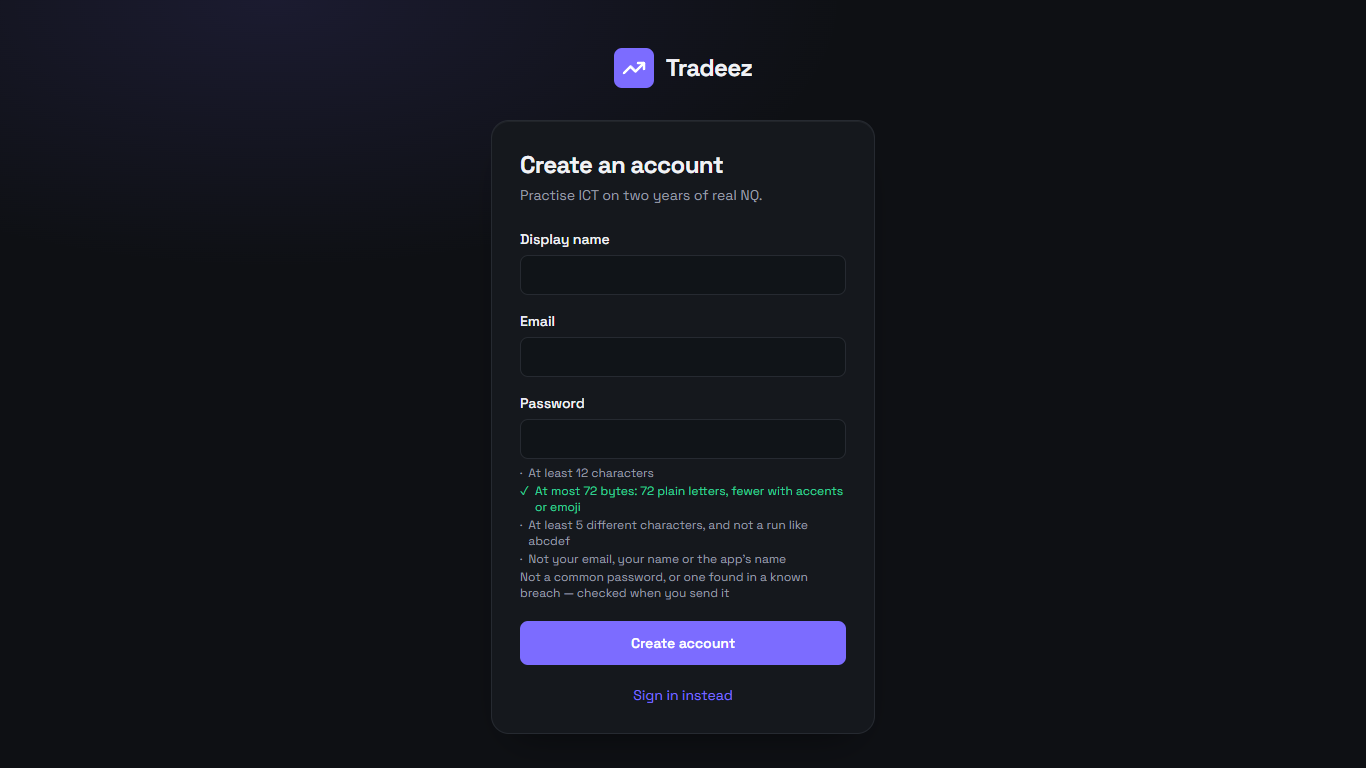 Tradeez
Create an account
Practise ICT on two years of real NQ.
Display name
Email
Password
· At least 12 characters
✓ At most 72 bytes: 72 plain letters, fewer with accents
or emoji
· At least 5 different characters, and not a run like
abcdef
· Not your email, your name or the app's name
Not a common password, or one found in a known
breach — checked when you send it
Create account
Sign in instead